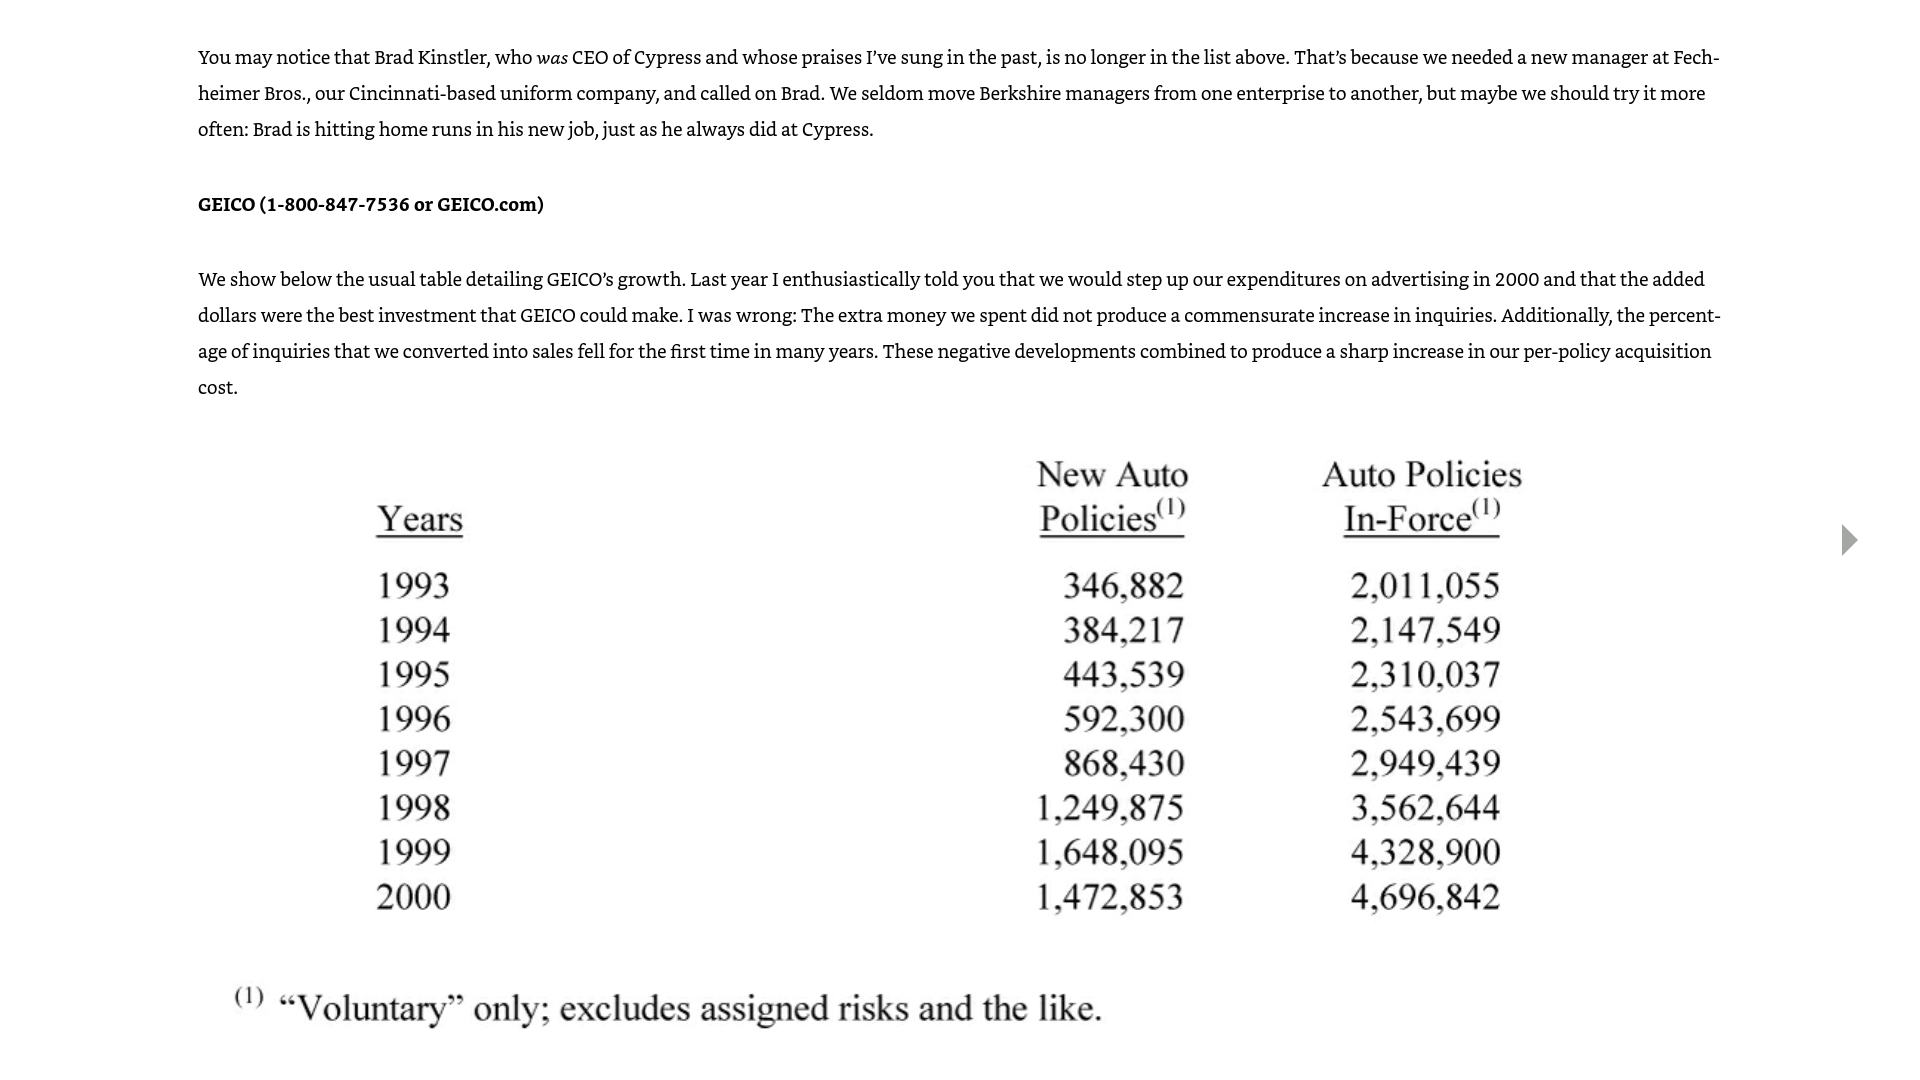 You may notice that Brad Kinstler, who was CEO of Cypress and whose praises I’ve sung in the past, is no longer in the list above. That’s because we needed a new manager at Fech-
heimer Bros., our Cincinnati-based uniform company, and called on Brad. We seldom move Berkshire managers from one enterprise to another, but maybe we should try it more
often: Brad is hitting home runs in his new job, just as he always did at Cypress.
GEICO (1-800-847-7536 or GEICO.com)
We show below the usual table detailing GEICO’s growth. Last year I enthusiastically told you that we would step up our expenditures on advertising in 2000 and that the added
dollars were the best investment that GEICO could make. I was wrong: The extra money we spent did not produce a commensurate increase in inquiries. Additionally, the percent-
age of inquiries that we converted into sales fell for the first time in many years. These negative developments combined to produce a sharp increase in our per-policy acquisition
cost.
New Auto Auto Policies
Years Policies(1) In-Force(1)
1993 346,882 2,011,055
1994 384,217 2,147,549
1995 443,539 2,310,037
1996 592,300 2,543,699
1997 868,430 2,949,439
1998 1,249,875 3,562,644
1999 1,648,095 4,328,900
2000 1,472,853 4,696,842
(1) “Voluntary” only; excludes assigned risks and the like.